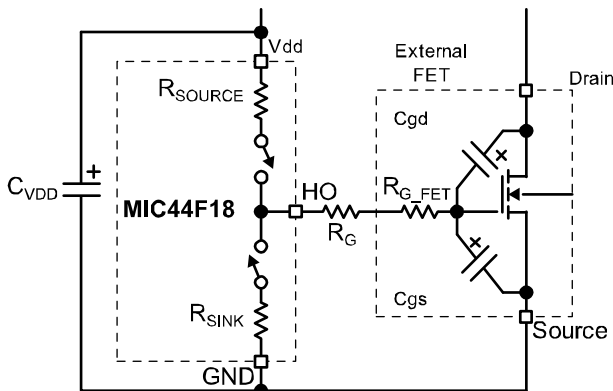 Vdd
External
FET
Drain
RSOURCE
Cgd
CVDD
+
MIC44F18
HO
RG
RG_FET
+
+
RSINK
Cgs
GND
Source